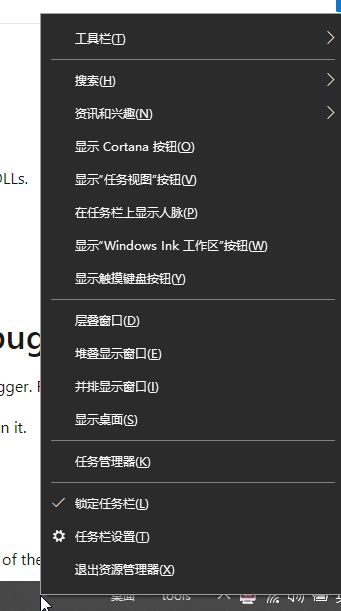 工具栏(T)
搜索(H)
资讯和兴趣(N)
显示 Cortana 按钮(O)
OLLs.
显示“任务视图”按钮(V)
在任务栏上显示人脉(P)
显示“Windows Ink 工作区”按钮(W)
显示触摸键盘按钮(Y)
层叠窗口(D)
bug
堆叠显示窗口(E)
gger.
并排显示窗口(I)
显示桌面(S)
n it.
任务管理器(K)
锁定任务栏(L)
任务栏设置(T)
of the
退出资源管理器(X)
桌面
tools